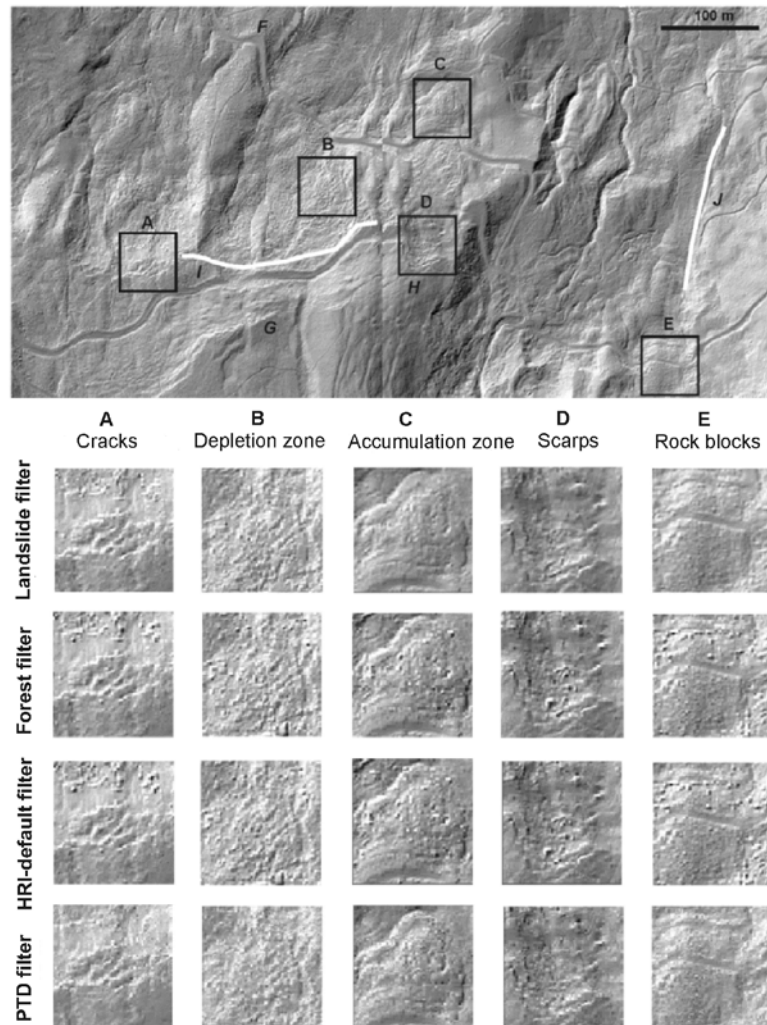 F
100 m
C
B
J
D
A
I
H
G
E
A B C D E
Cracks Depletion zone Accumulation zone Scarps Rock blocks
Landslide filter
Forest filter
HRI-default filter
PTD filter